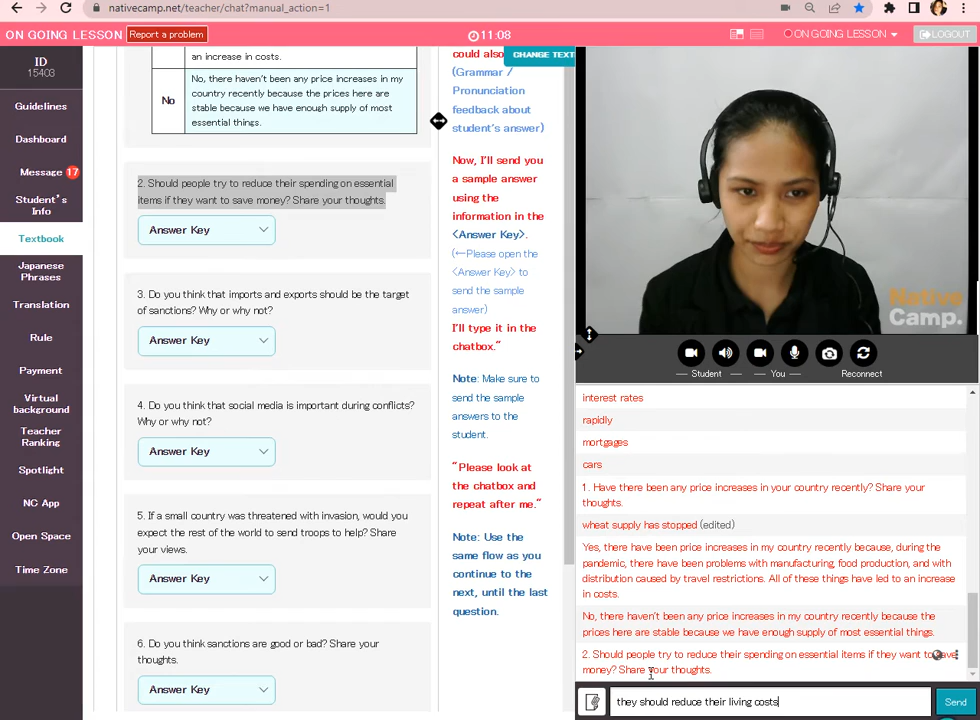 nativecamp.net/teacher/chat?manual_action=1
ON GOING LESSON
Report a problem
11:08
ON GOING LESSON
LOGOUT
ID
15403
Guidelines
Dashboard
Message 17
Student's
Info
Textbook
Japanese
Phrases
Translation
Rule
Payment
Virtual
background
Teacher
Ranking
Spotlight
NC App
Open Space
Time Zone
an increase in costs.
No
No, there haven't been any price increases in my
country recently because the prices here are
stable because we have enough supply of most
essential things.
2. Should people try to reduce their spending on essential
items if they want to save money? Share your thoughts.
Answer Key
3. Do you think that imports and exports should be the target
of sanctions? Why or why not?
Answer Key
4. Do you think that social media is important during conflicts?
Why or why not?
Answer Key
5. If a small country was threatened with invasion, would you
expect the rest of the world to send troops to help? Share
your views.
Answer Key
6. Do you think sanctions are good or bad? Share your
thoughts.
Answer Key
CHANGE TEXT
could also
(Grammar /
Pronunciation
feedback about
student's answer)
Now, I'll send you
a sample answer
using the
information in the
<Answer Key>.
(←Please open the
<Answer Key> to
send the sample
answer)
I'll type it in the
chatbox."
Note: Make sure to
send the sample
answers to the
student.
"Please look at
the chatbox and
repeat after me."
Note: Use the
same flow as you
continue to the
next, until the last
question.
Native
Camp.
Student
You
Reconnect
interest rates
rapidly
mortgages
cars
1. Have there been any price increases in your country recently? Share your
thoughts.
wheat supply has stopped (edited)
Yes, there have been price increases in my country recently because, during the
pandemic, there have been problems with manufacturing, food production, and with
distribution caused by travel restrictions. All of these things have led to an increase
in costs.
No, there haven't been any price increases in my country recently because the
prices here are stable because we have enough supply of most essential things.
2. Should people try to reduce their spending on essential items if they want to save
money? Share your thoughts.
they should reduce their living costs
Send